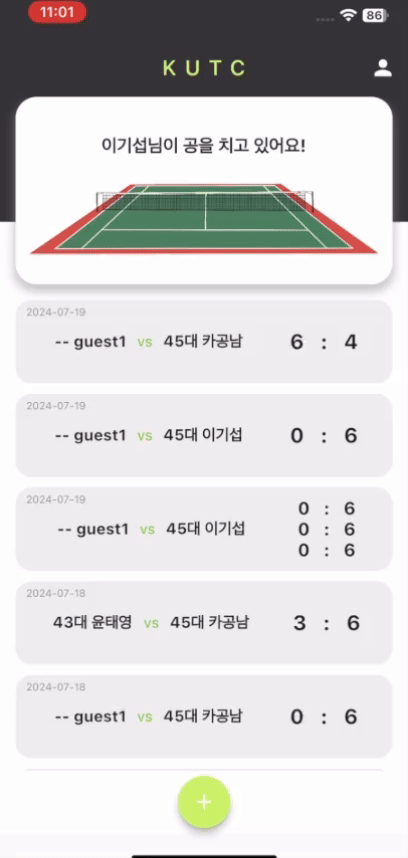 11:01
86
KUTC
이기섭님이 공을 치고 있어요!
2024-07-19
-- guest1 vs 45대 카공남 6 : 4
2024-07-19
-- guest1 vs 45대 이기섭 0 : 6
2024-07-19
0 : 6
-- guest1 vs 45대 이기섭 0 : 6
0 : 6
2024-07-18
43대 윤태영 vs 45대 카공남 3 : 6
2024-07-18
-- guest1 vs 45대 카공남 0 : 6
+